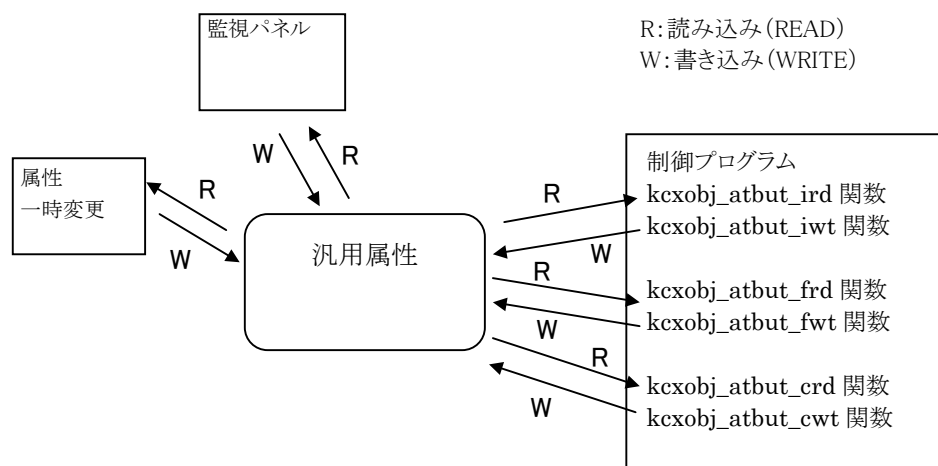 監視パネル
R:読み込み(READ)
W:書き込み(WRITE)
W
R
属性
一時変更
R
W
汎用属性
制御プログラム
R
kcxobj_atbut_ird 関数
kcxobj_atbut_iwt 関数
W
R
kcxobj_atbut_frd 関数
kcxobj_atbut_fwt 関数
W
R
kcxobj_atbut_crd 関数
kcxobj_atbut_cwt 関数
W